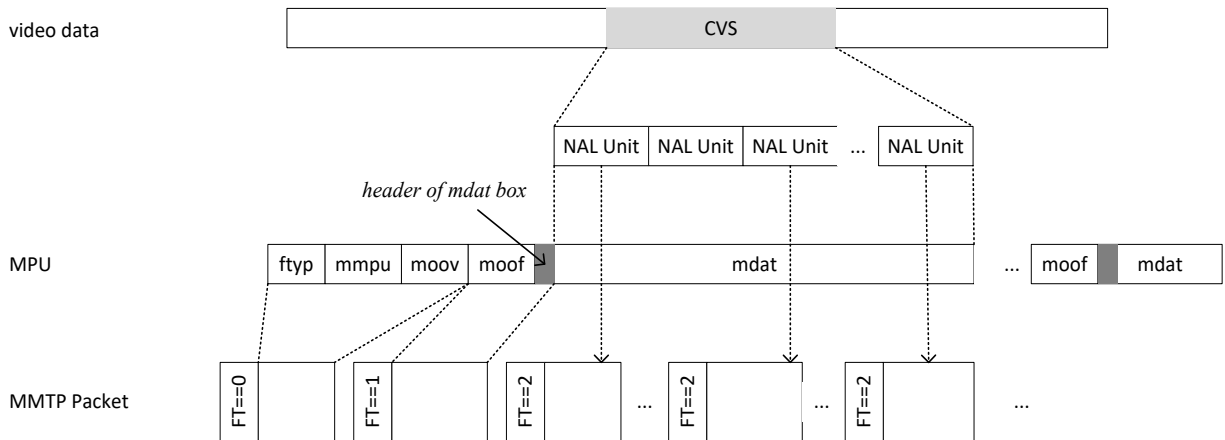 video data
CVS
NAL Unit NAL Unit NAL Unit ... NAL Unit
header of mdat box
MPU
ftyp mmpu moov moof mdat ... moof mdat
MMTP Packet
FT==0 FT==1 FT==2 ... FT==2 ... FT==2 ...